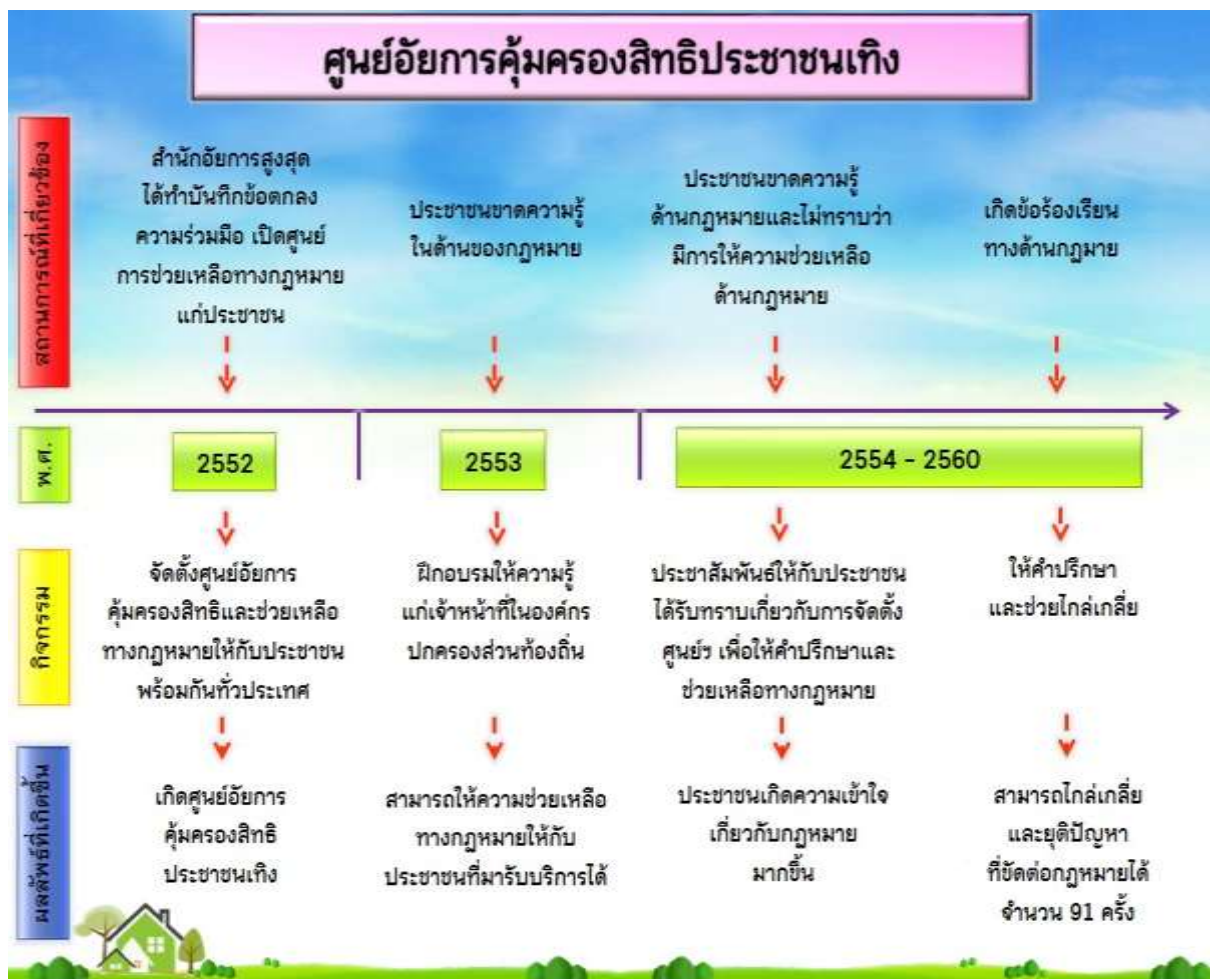 ศูนย์อัยการคุ้มครองสิทธิประชาชนเทิง
สถานการณ์ที่เกี่ยวข้อง
สำนักอัยการสูงสุด
ได้ทำบันทึกข้อตกลง
ความร่วมมือ เปิดศูนย์
การช่วยเหลือทางกฎหมาย
แก่ประชาชน
ประชาชนขาดความรู้
ในด้านของกฎหมาย
ประชาชนขาดความรู้
ด้านกฎหมายและไม่ทราบว่า
มีการให้ความช่วยเหลือ
ด้านกฎหมาย
เกิดข้อร้องเรียน
ทางด้านกฎมาย
พ.ศ.
2552
2553
2554 - 2560
กิจกรรม
จัดตั้งศูนย์อัยการ
คุ้มครองสิทธิและช่วยเหลือ
ทางกฎหมายให้กับประชาชน
พร้อมกันทั่วประเทศ
ฝึกอบรมให้ความรู้
แก่เจ้าหน้าที่ในองค์กร
ปกครองส่วนท้องถิ่น
ประชาสัมพันธ์ให้กับประชาชน
ได้รับทราบเกี่ยวกับการจัดตั้ง
ศูนย์ฯ เพื่อให้คำปรึกษาและ
ช่วยเหลือทางกฎหมาย
ให้คำปรึกษา
และช่วยไกล่เกลี่ย
ผลลัพธ์ที่เกิดขึ้น
เกิดศูนย์อัยการ
คุ้มครองสิทธิ
ประชาชนเทิง
สามารถให้ความช่วยเหลือ
ทางกฎหมายให้กับ
ประชาชนที่มารับบริการได้
ประชาชนเกิดความเข้าใจ
เกี่ยวกับกฎหมาย
มากขึ้น
สามารถไกล่เกลี่ย
และยุติปัญหา
ที่ขัดต่อกฎหมายได้
จำนวน 91 ครั้ง